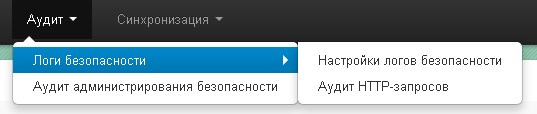 Аудит
Синхронизация
Логи безопасности
Настройки логов безопасности
Аудит администрирования безопасности
Аудит HTTP-запросов